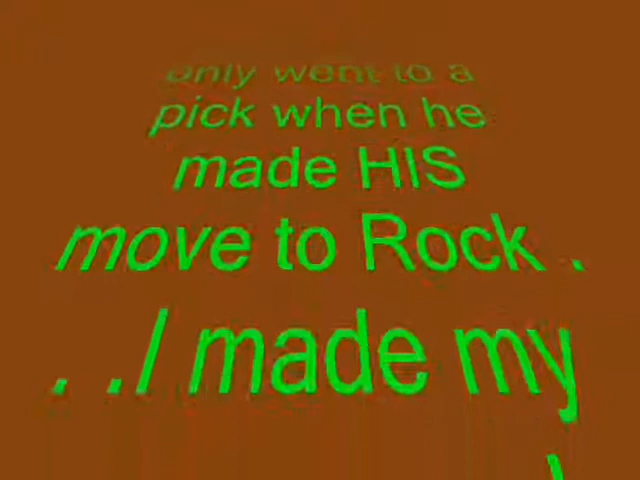 only went to a
pick when he
made HIS
move to Rock .
. .I made my